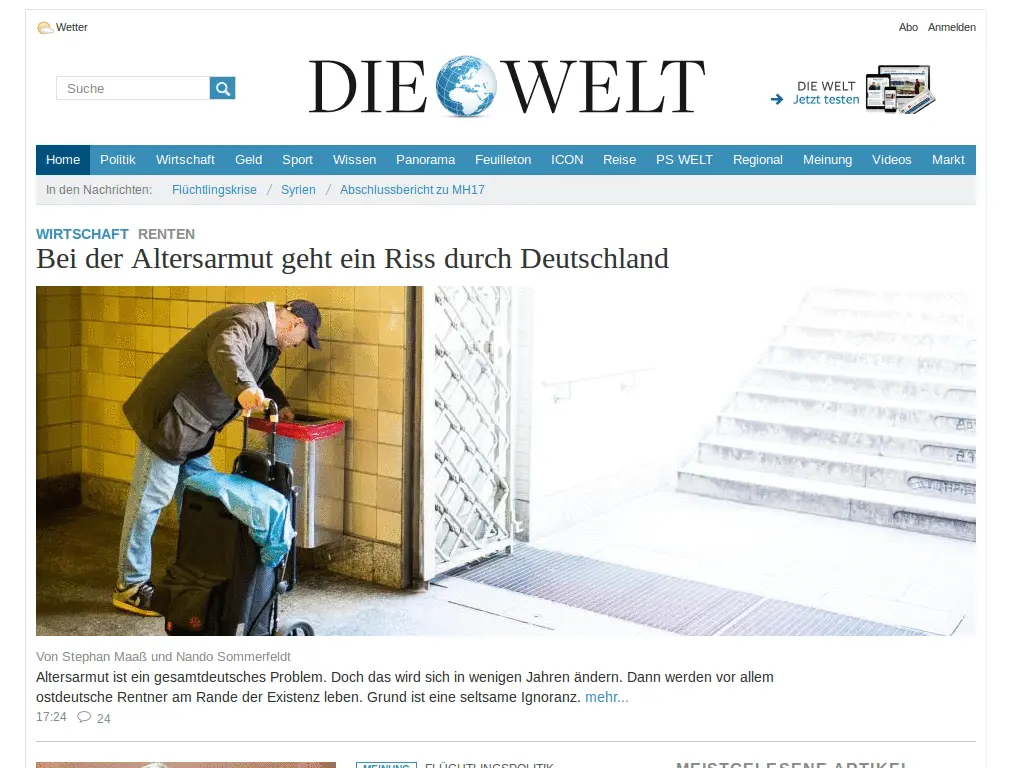 Wetter
Abo Anmelden
Suche
DIE WELT
DIE WELT
Jetzt testen
Home Politik Wirtschaft Geld Sport Wissen Panorama Feuilleton ICON Reise PS WELT Regional Meinung Videos Markt
In den Nachrichten: Flüchtlingskrise / Syrien / Abschlussbericht zu MH17
WIRTSCHAFT RENTEN
Bei der Altersarmut geht ein Riss durch Deutschland
Von Stephan Maaß und Nando Sommerfeldt
Altersarmut ist ein gesamtdeutsches Problem. Doch das wird sich in wenigen Jahren ändern. Dann werden vor allem
ostdeutsche Rentner am Rande der Existenz leben. Grund ist eine seltsame Ignoranz. mehr...
17:24 24
MEINUNG FLÜCHTLINGSPOLITIK
MEISTGELESENE ARTIKEL